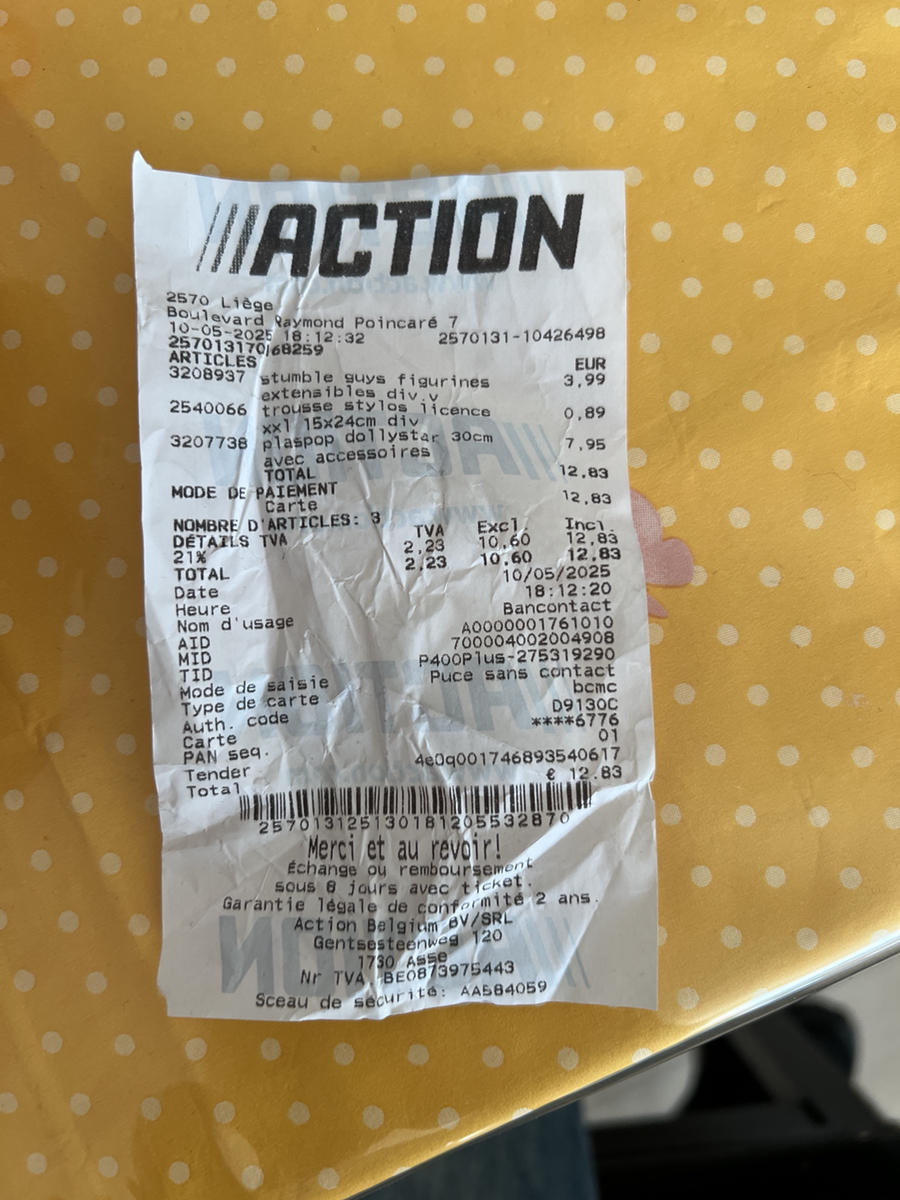 ACTION
2570 Liège
Boulevard Raymond Poincaré 7
10-05-2025 18:12:32 2570131-10426498
257013170168259
ARTICLES EUR
3208937 stumble guys figurines 3,99
extensibles div.v
2540066 trousse stylos licence 0,89
xxl 15x24cm div
3207738 plaspop dollystar 30cm 7,95
avec accessoires
TOTAL 12,83
MODE DE PAIEMENT
Carte 12,83
NOMBRE D'ARTICLES: 3
DÉTAILS TVA TVA Excl. Incl.
21% 2,23 10,60 12,83
TOTAL 2,23 10,60 12,83
Date 10/05/2025
Heure 18:12:20
Nom d'usage Bancontact
AID A0000001761010
MID 700004002004908
TID P400Plus-275319290
Mode de saisie Puce sans contact
Type de carte bcmc
Auth. code D9130C
Carte ****6776
PAN seq. 01
Tender 4e0q001746893540617
Total € 12.83
2570131251301812055328​70
Merci et au revoir!
Échange ou remboursement
sous 8 jours avec ticket.
Garantie légale de conformité 2 ans.
Action Belgium BV/SRL
Gentsesteenweg 120
1730 Asse
Nr TVA BE0873975443
Sceau de sécurité: AA584059